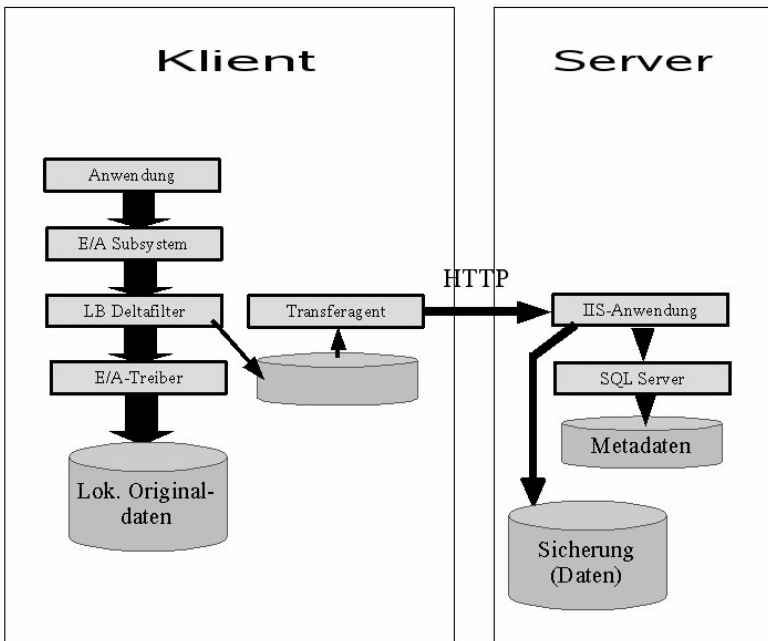 Klient
Server
Anwendung
E/A Subsystem
HTTP
LB Deltafilter
Transferagent
IIS-Anwendung
E/A-Treiber
SQL Server
Metadaten
Lok. Original-
daten
Sicherung
(Daten)